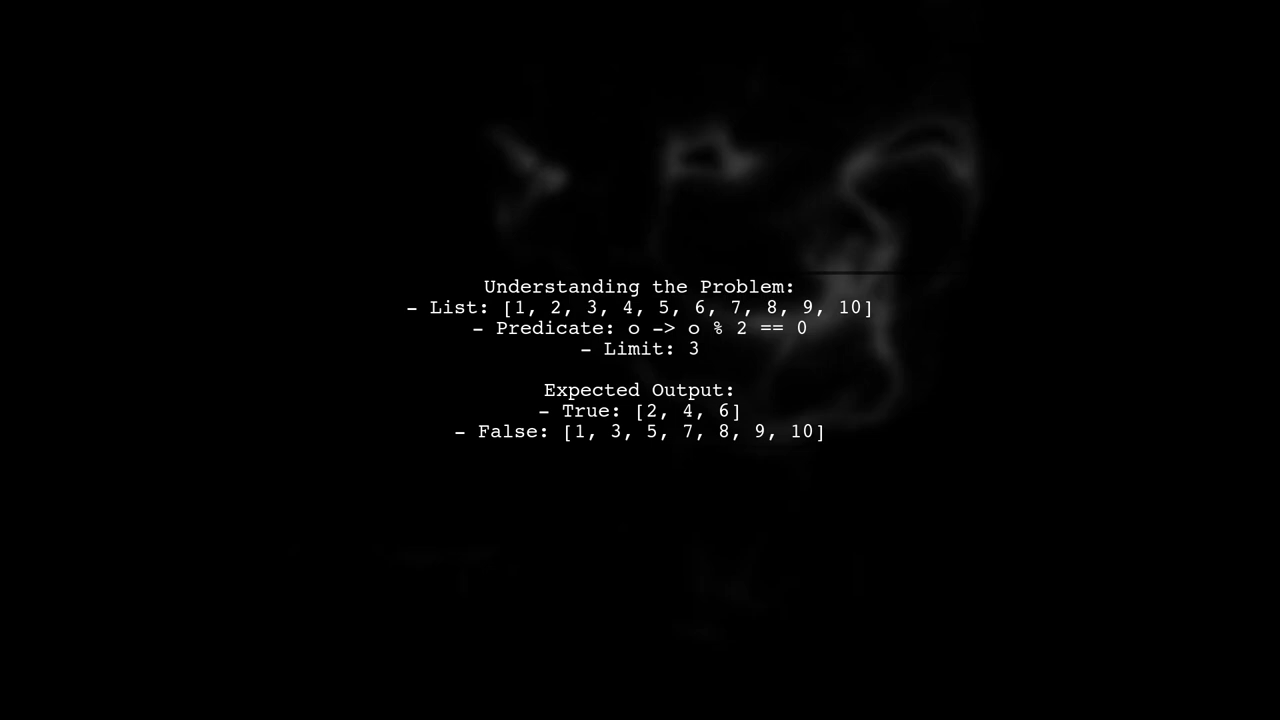 Understanding the Problem:
- List: [1, 2, 3, 4, 5, 6, 7, 8, 9, 10]
- Predicate: o -> o % 2 == 0
- Limit: 3
Expected Output:
- True: [2, 4, 6]
- False: [1, 3, 5, 7, 8, 9, 10]